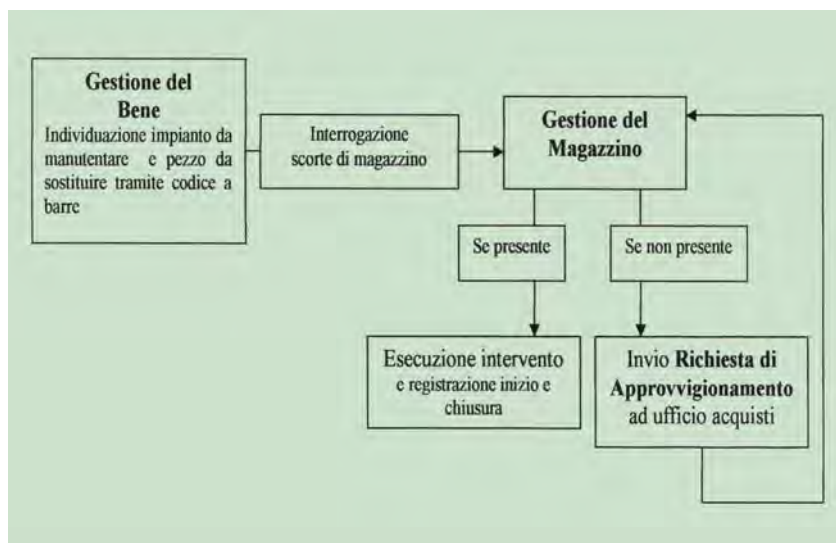 Gestione del
Bene
Individuazione impianto da
manutentare e pezzo da
sostituire tramite codice a
barre
Interrogazione
scorte di magazzino
Gestione del
Magazzino
Se presente
Se non presente
Esecuzione intervento
e registrazione inizio e
chiusura
Invio Richiesta di
Approvvigionamento
ad ufficio acquisti